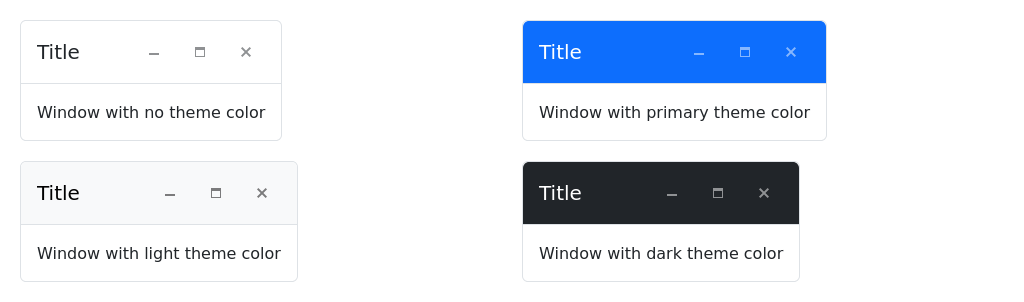 Title
Window with no theme color
Title
Window with primary theme color
Title
Window with light theme color
Title
Window with dark theme color